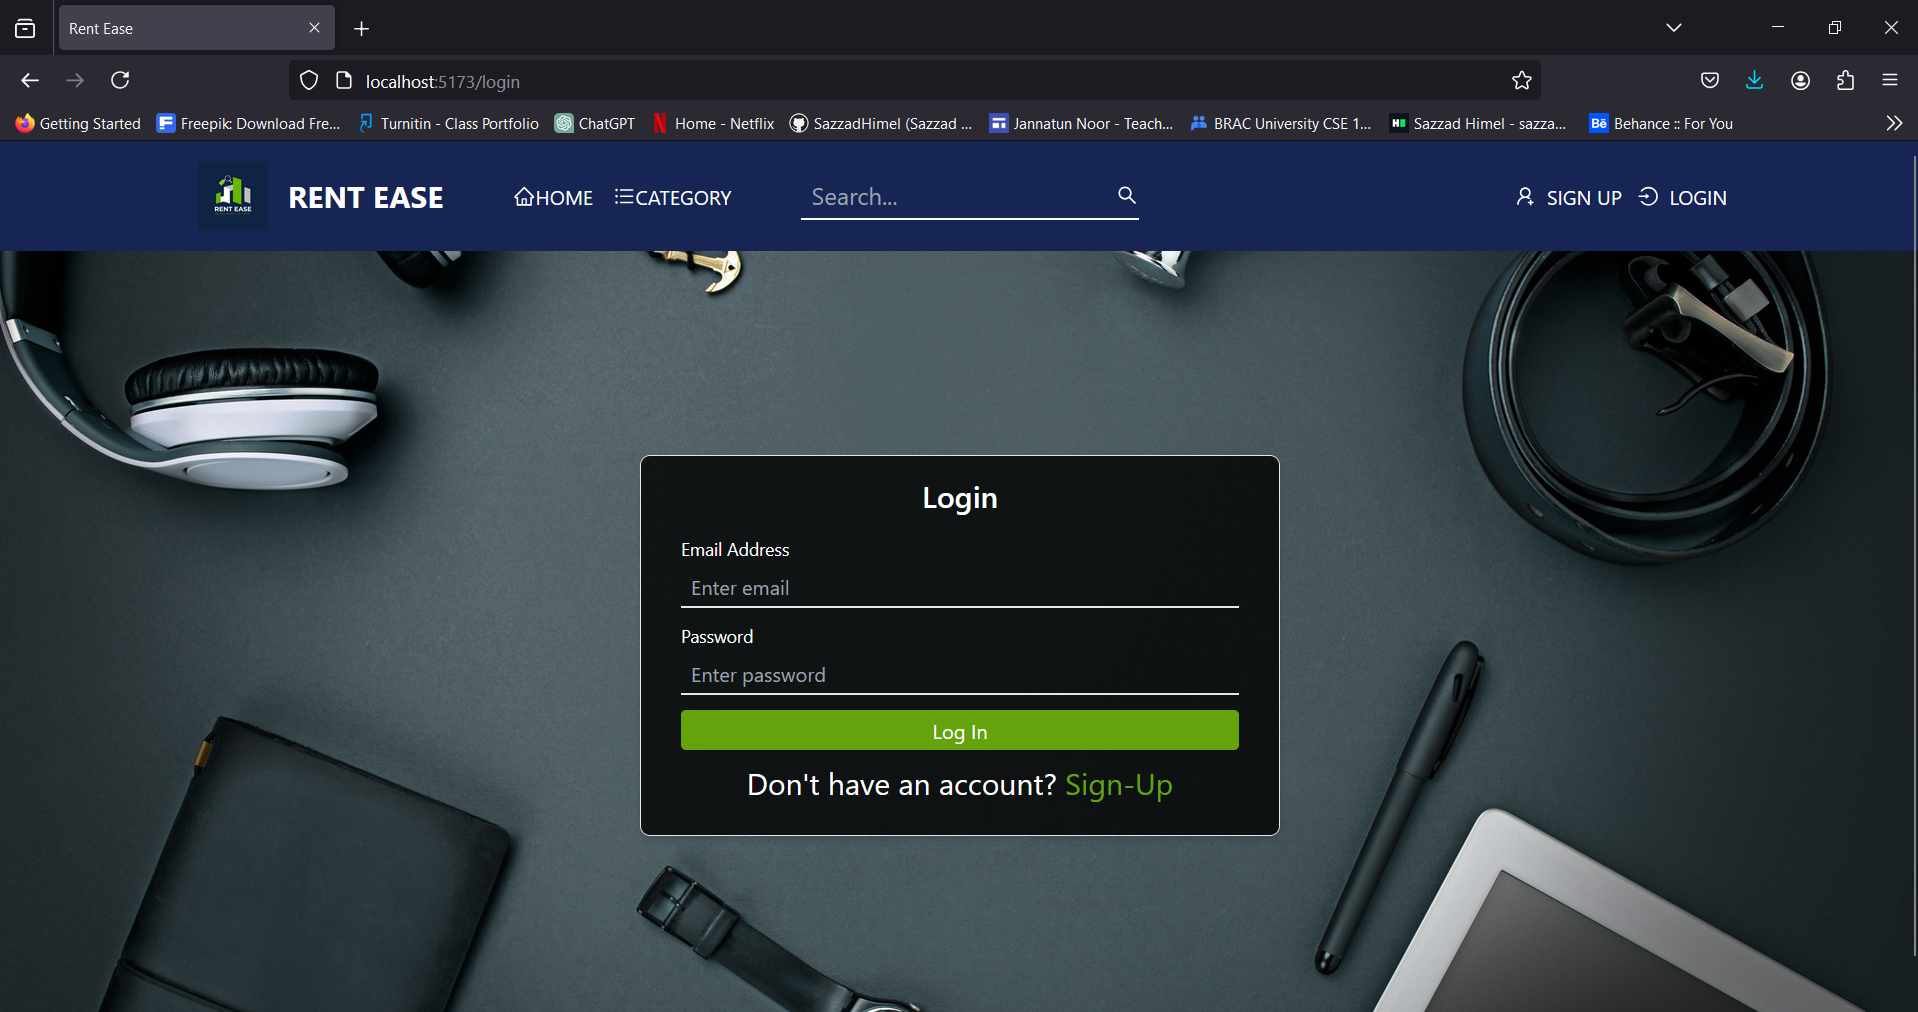 Rent Ease
localhost:5173/login
Getting Started
Freepik: Download Fre...
Turnitin - Class Portfolio
ChatGPT
Home - Netflix
SazzadHimel (Sazzad ...
Jannatun Noor - Teach...
BRAC University CSE 1...
Sazzad Himel - sazza...
Bē Behance :: For You
RENT EASE
RENT EASE
HOME
CATEGORY
Search...
SIGN UP
LOGIN
Login
Email Address
Enter email
Password
Enter password
Log In
Don't have an account? Sign-Up